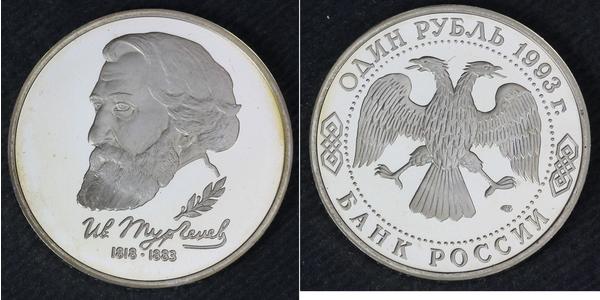 Ив Тургенев
1818 · 1883
ОДИН РУБЛЬ 1993 г.
БАНК РОССИИ